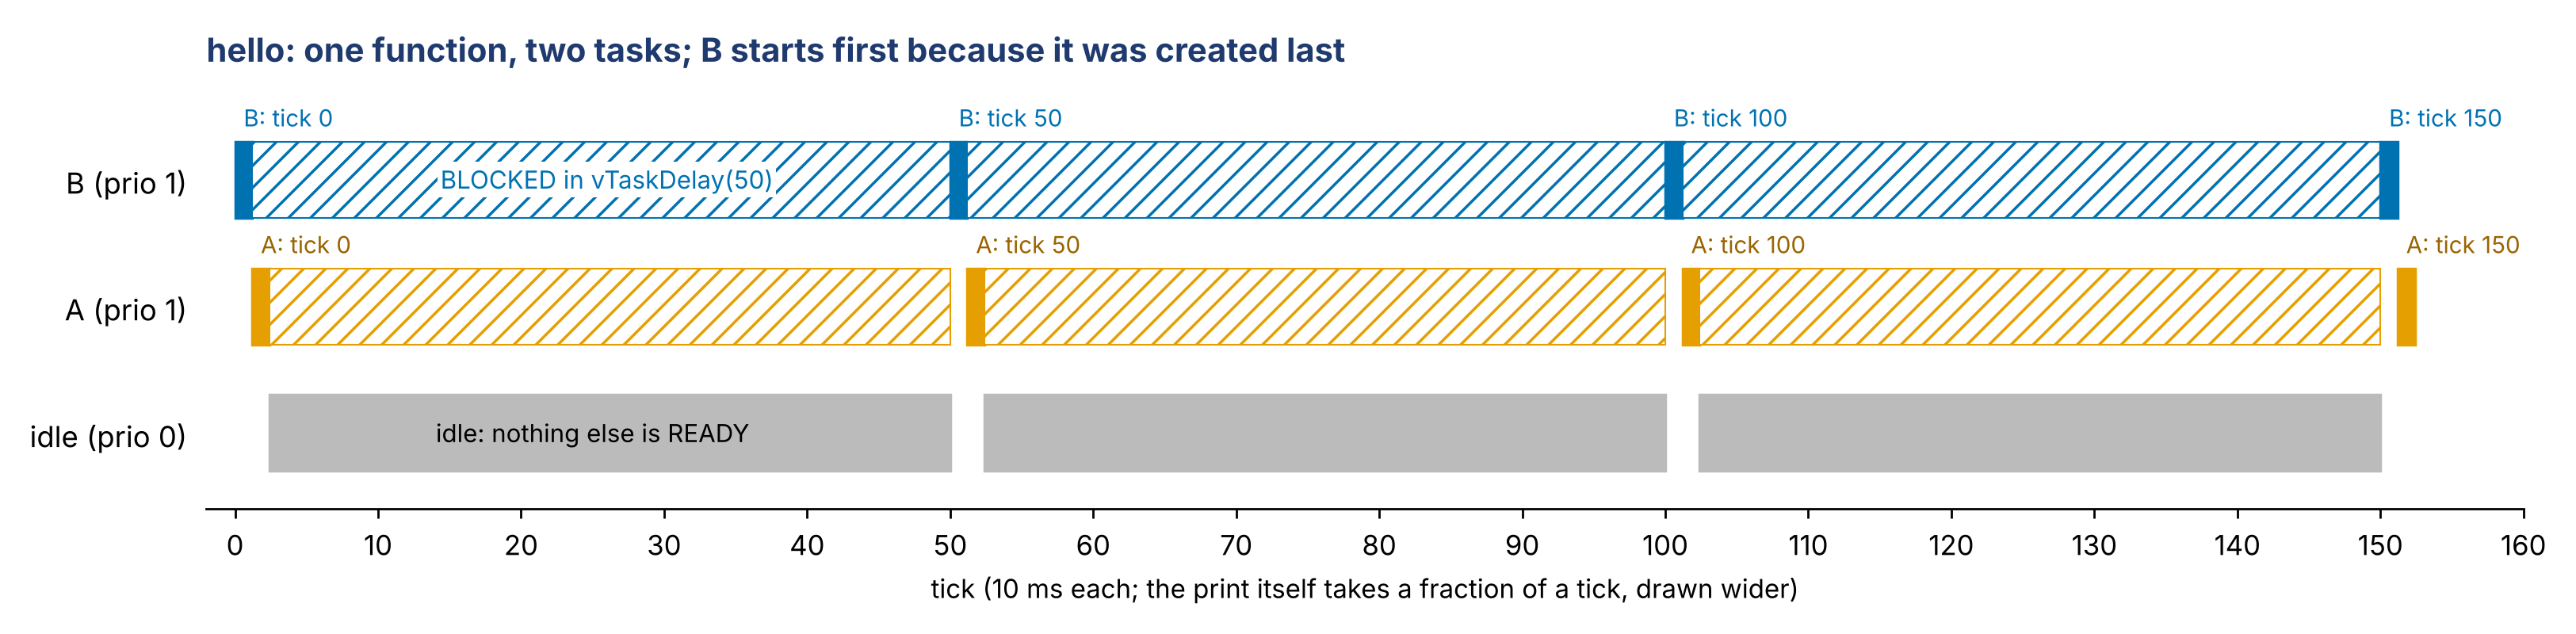 hello: one function, two tasks; B starts first because it was created last
B: tick 0 B: tick 50 B: tick 100 B: tick 150
B (prio 1) BLOCKED in vTaskDelay(50)
A: tick 0 A: tick 50 A: tick 100 A: tick 150
A (prio 1)
idle (prio 0) idle: nothing else is READY
0 10 20 30 40 50 60 70 80 90 100 110 120 130 140 150 160
tick (10 ms each; the print itself takes a fraction of a tick, drawn wider)